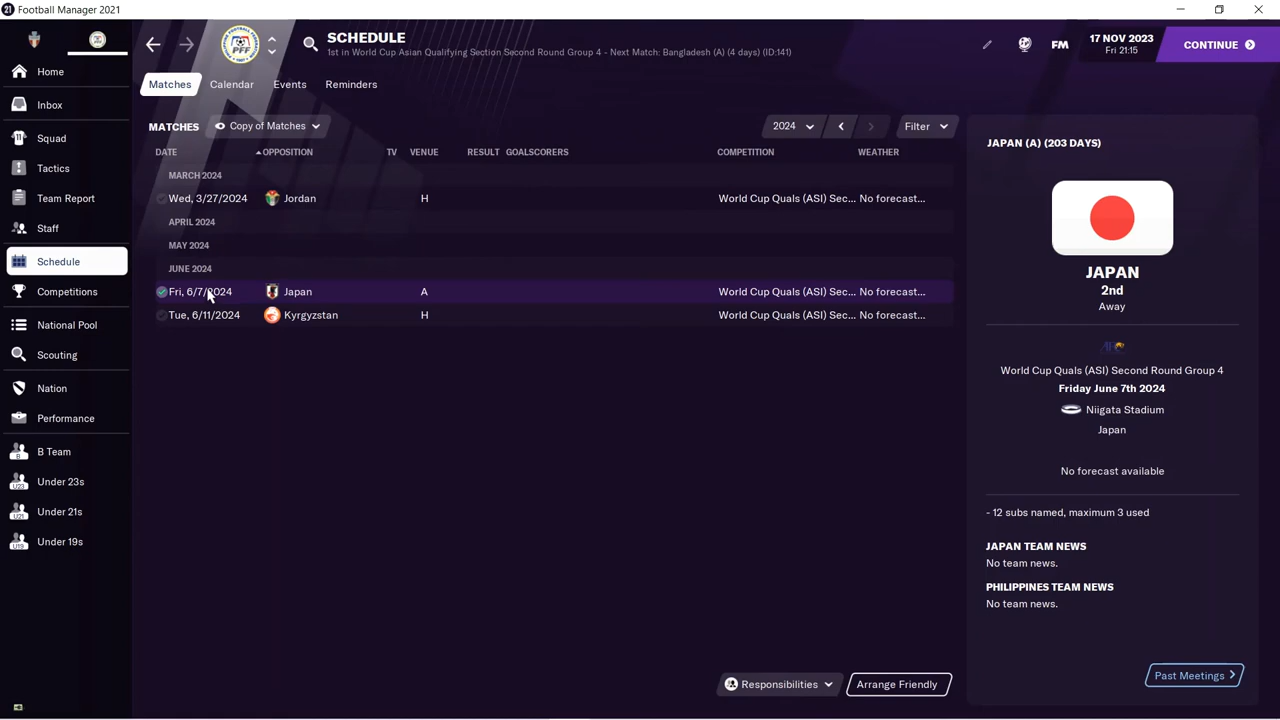 21 Football Manager 2021
SCHEDULE
1st in World Cup Asian Qualifying Section Second Round Group 4 - Next Match: Bangladesh (A) (4 days) (ID:141)
FM
17 NOV 2023
Fri 21:15
CONTINUE
Home
Inbox
Squad
Tactics
Team Report
Staff
Schedule
Competitions
National Pool
Scouting
Nation
Performance
B Team
Under 23s
Under 21s
Under 19s
Matches Calendar Events Reminders
MATCHES Copy of Matches 2024 Filter
DATE OPPOSITION TV VENUE RESULT GOALSCORERS COMPETITION WEATHER
MARCH 2024
Wed, 3/27/2024 Jordan H World Cup Quals (ASI) Sec... No forecast...
APRIL 2024
MAY 2024
JUNE 2024
Fri, 6/7/2024 Japan A World Cup Quals (ASI) Sec... No forecast...
Tue, 6/11/2024 Kyrgyzstan H World Cup Quals (ASI) Sec... No forecast...
Responsibilities Arrange Friendly
JAPAN (A) (203 DAYS)
JAPAN
2nd
Away
World Cup Quals (ASI) Second Round Group 4
Friday June 7th 2024
Niigata Stadium
Japan
No forecast available
- 12 subs named, maximum 3 used
JAPAN TEAM NEWS
No team news.
PHILIPPINES TEAM NEWS
No team news.
Past Meetings